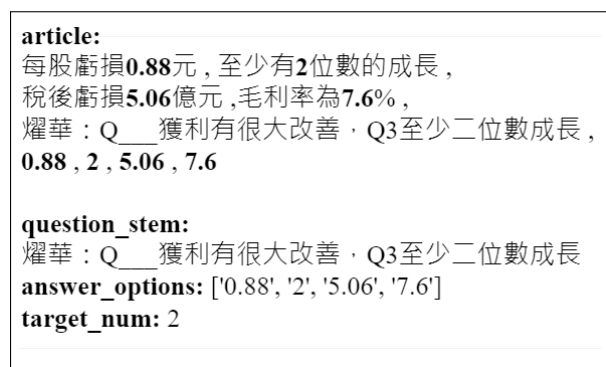 article:
每股虧損0.88元 , 至少有2位數的成長 ,
稅後虧損5.06億元 ,毛利率為7.6% ,
燿華：Q___獲利有很大改善，Q3至少二位數成長 ,
0.88 , 2 , 5.06 , 7.6
question_stem:
燿華：Q___獲利有很大改善，Q3至少二位數成長
answer_options: ['0.88', '2', '5.06', '7.6']
target_num: 2